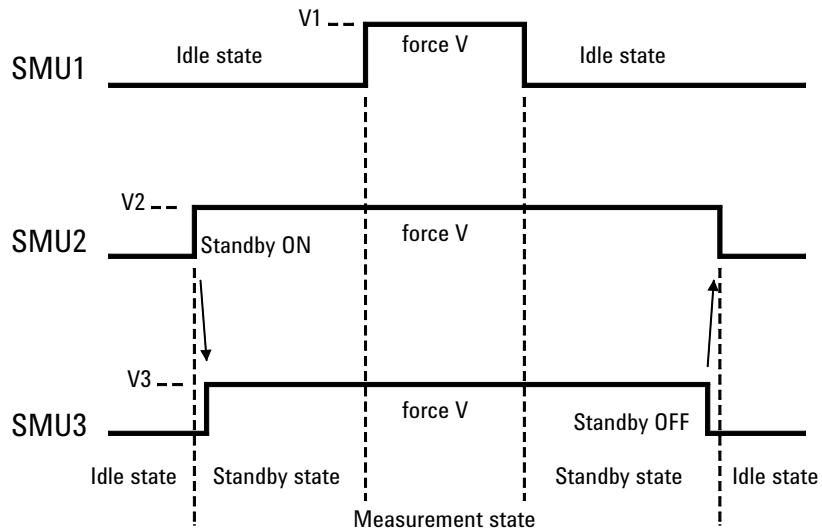 V1
Idle state
force V
Idle state
SMU1
V2
force V
SMU2
Standby ON
V3
force V
Standby OFF
SMU3
Idle state
Standby state
Standby state
Idle state
Measurement state